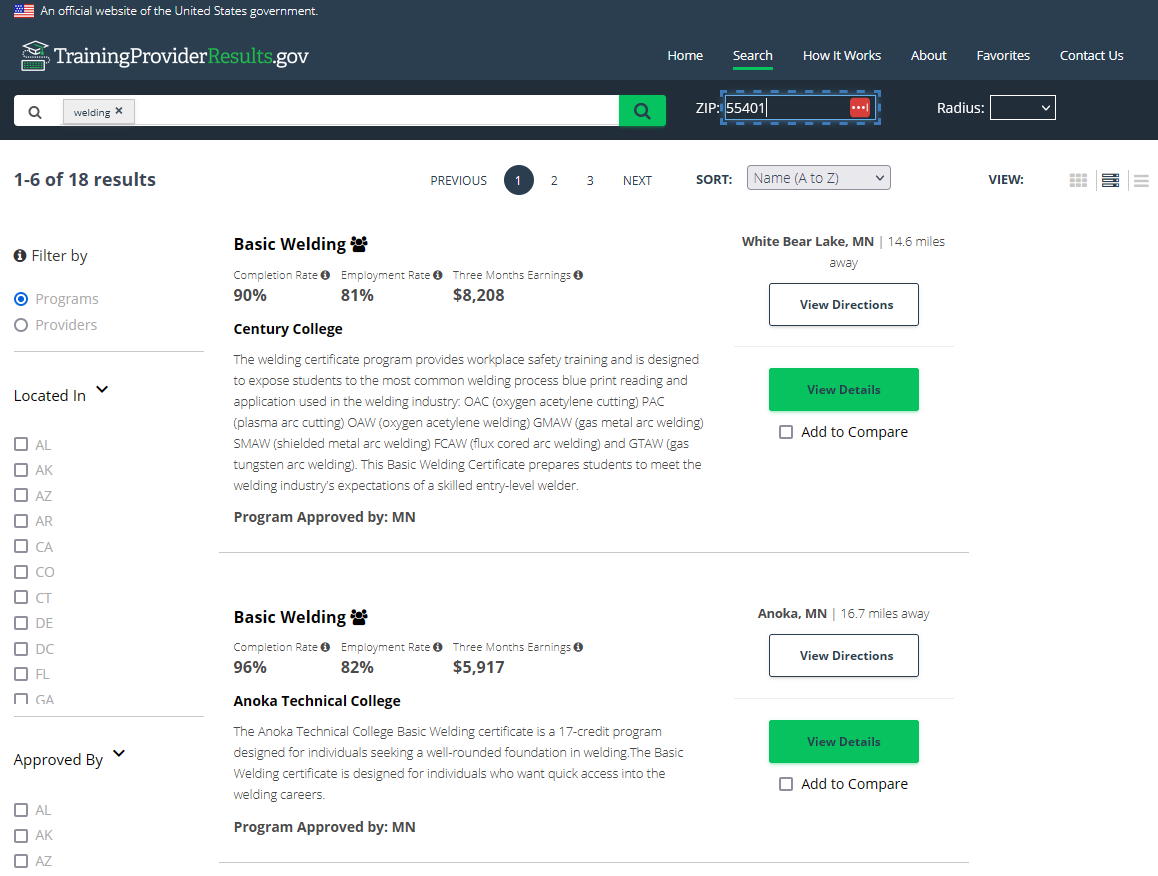 An official website of the United States government.
TrainingProviderResults.gov
Home Search How It Works About Favorites Contact Us
welding ✕
ZIP: 55401
Radius:
1-6 of 18 results
PREVIOUS 1 2 3 NEXT
SORT: Name (A to Z)
VIEW:
Filter by
Programs
Providers
Located In
AL
AK
AZ
AR
CA
CO
CT
DE
DC
FL
GA
Approved By
AL
AK
AZ
Basic Welding
Completion Rate Employment Rate Three Months Earnings
90% 81% $8,208
Century College
The welding certificate program provides workplace safety training and is designed
to expose students to the most common welding process blue print reading and
application used in the welding industry: OAC (oxygen acetylene cutting) PAC
(plasma arc cutting) OAW (oxygen acetylene welding) GMAW (gas metal arc welding)
SMAW (shielded metal arc welding) FCAW (flux cored arc welding) and GTAW (gas
tungsten arc welding). This Basic Welding Certificate prepares students to meet the
welding industry's expectations of a skilled entry-level welder.
Program Approved by: MN
White Bear Lake, MN | 14.6 miles
away
View Directions
View Details
Add to Compare
Basic Welding
Completion Rate Employment Rate Three Months Earnings
96% 82% $5,917
Anoka Technical College
The Anoka Technical College Basic Welding certificate is a 17-credit program
designed for individuals seeking a well-rounded foundation in welding.The Basic
Welding certificate is designed for individuals who want quick access into the
welding careers.
Program Approved by: MN
Anoka, MN | 16.7 miles away
View Directions
View Details
Add to Compare